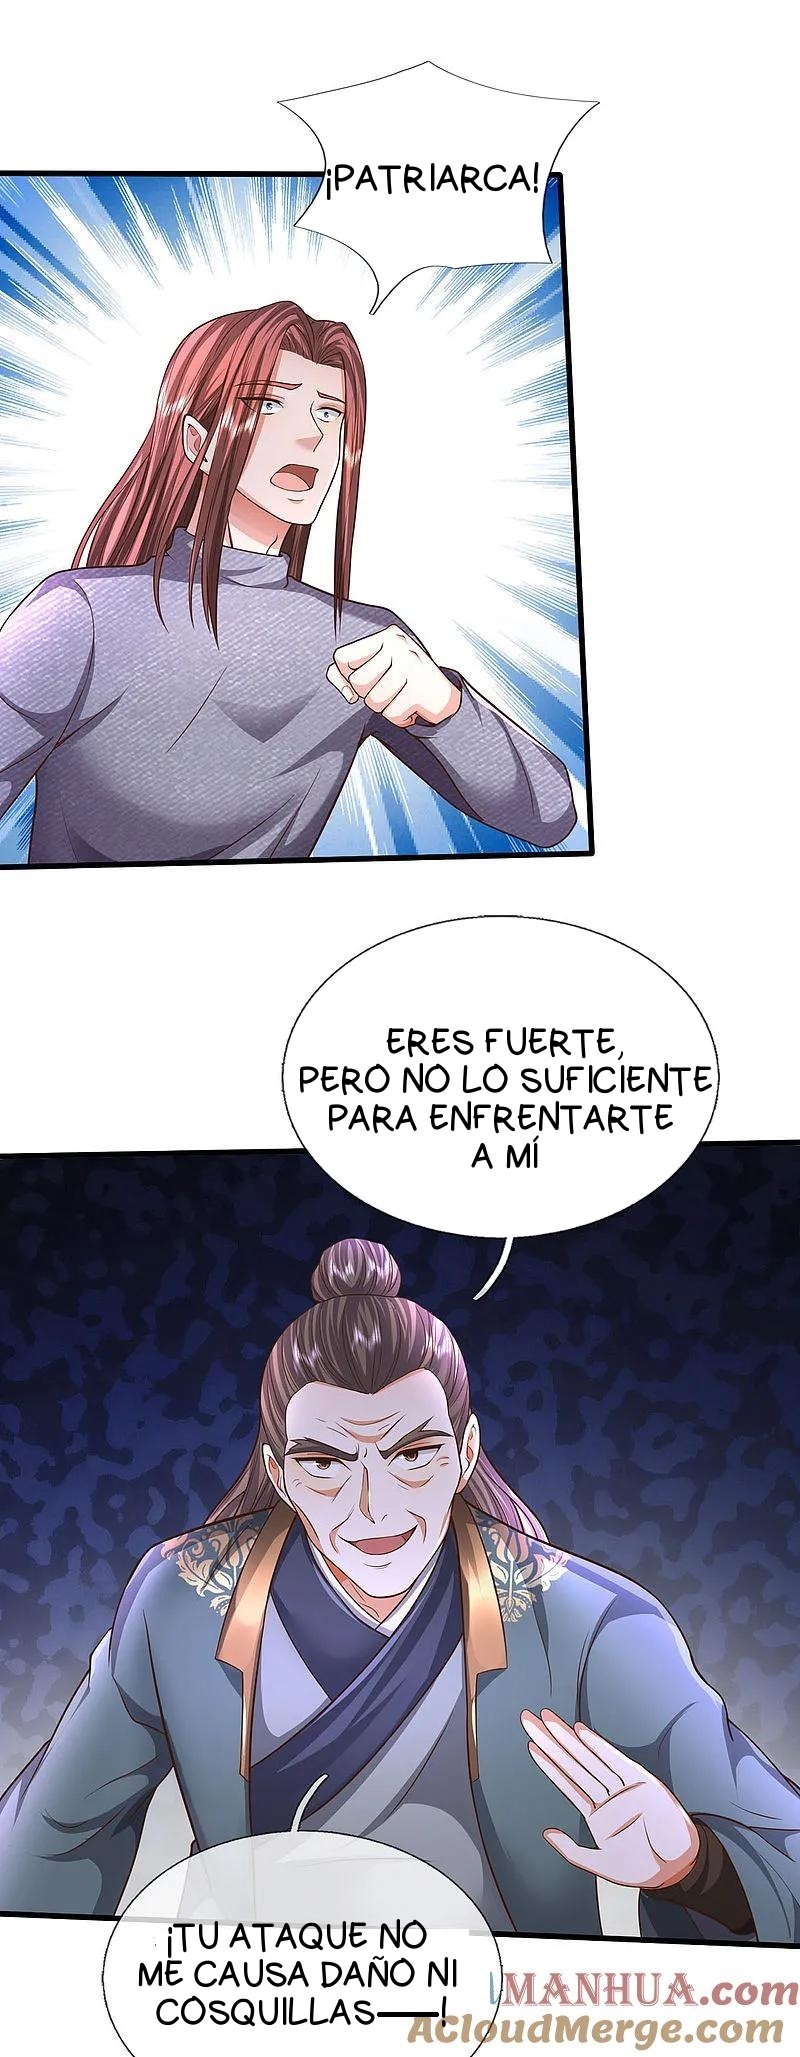 ¡PATRIARCA!
ERES FUERTE,
PERO NO LO SUFICIENTE
PARA ENFRENTARTE
A MÍ
¡TU ATAQUE NO
ME CAUSA DAÑO NI
COSQUILLAS——!
MANHUA.com
ACloudMerge.com